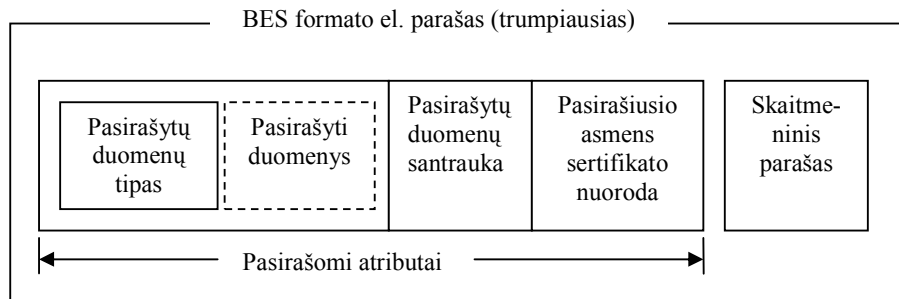 BES formato el. parašas (trumpiausias)
Pasirašytų
duomenų
tipas
Pasirašyti
duomenys
Pasirašytų
duomenų
santrauka
Pasirašiusio
asmens
sertifikato
nuoroda
Skaitme-
ninis
parašas
Pasirašomi atributai